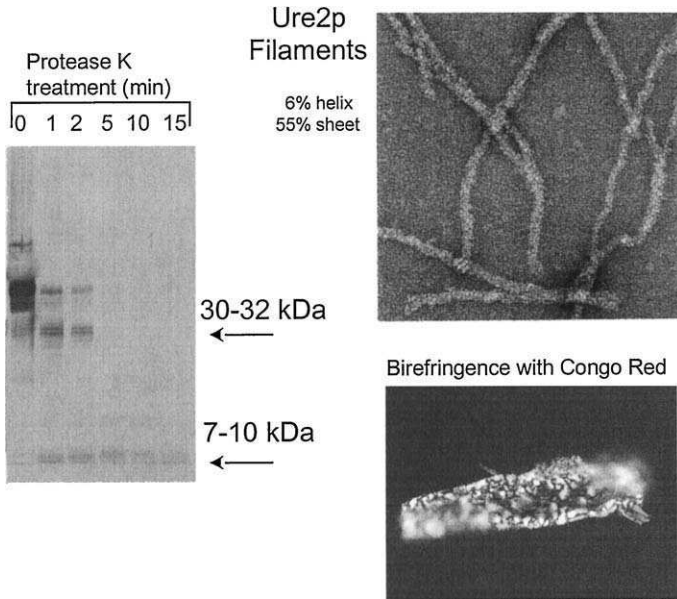 Protease K
treatment (min)
0 1 2 5 10 15
30-32 kDa
7-10 kDa
Ure2p
Filaments
6% helix
55% sheet
Birefringence with Congo Red